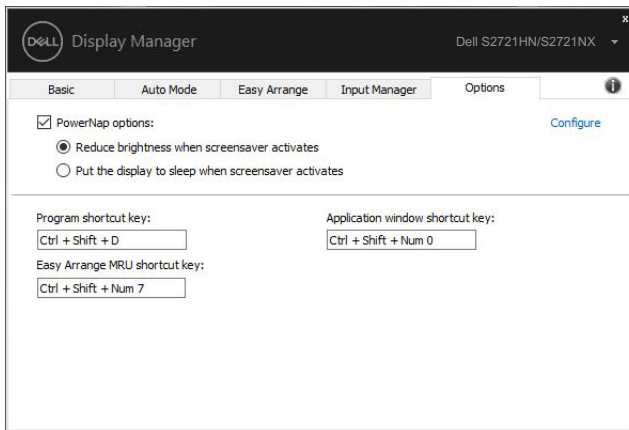 x
DELL Display Manager Dell S2721HN/S2721NX
Basic Auto Mode Easy Arrange Input Manager Options
PowerNap options: Configure
Reduce brightness when screensaver activates
Put the display to sleep when screensaver activates
Program shortcut key: Application window shortcut key:
Ctrl + Shift + D Ctrl + Shift + Num 0
Easy Arrange MRU shortcut key:
Ctrl + Shift + Num 7